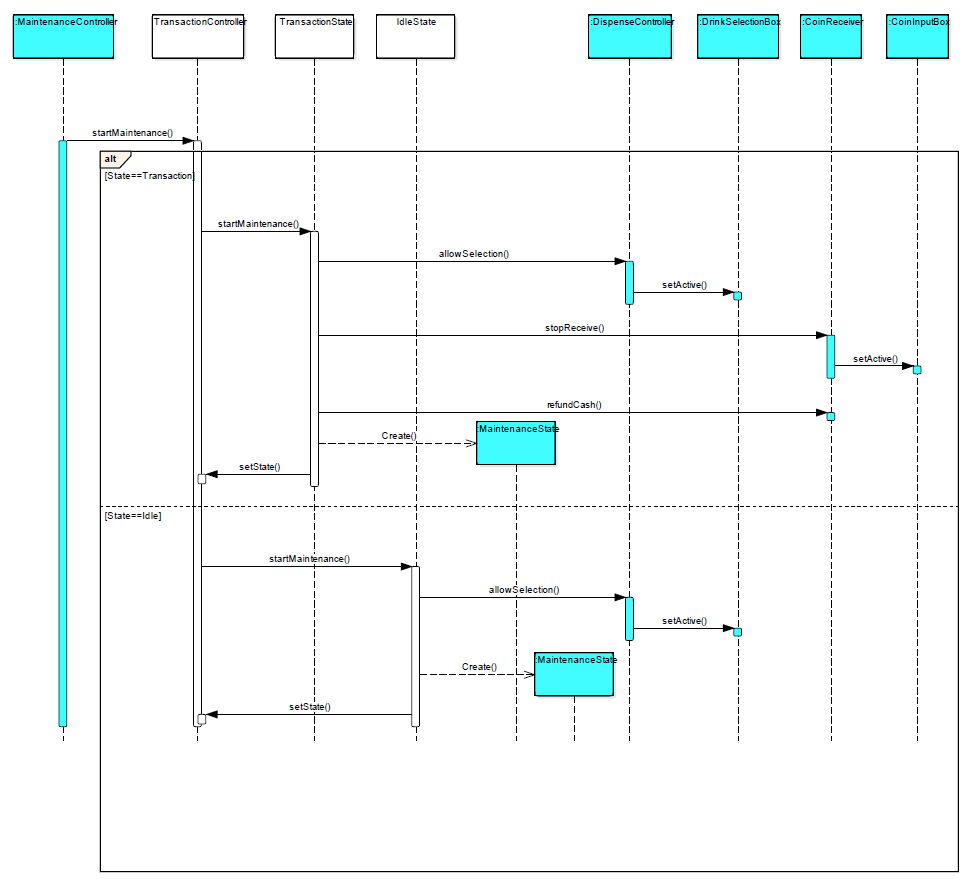 :MaintenanceController
TransactionController
TransactionState
IdleState
:DispenseController
:DrinkSelectionBox
:CoinReceiver
:CoinInputBox
startMaintenance()
alt
[State==Transaction]
startMaintenance()
allowSelection()
setActive()
stopReceive()
setActive()
refundCash()
:MaintenanceState
Create()
setState()
[State==Idle]
startMaintenance()
allowSelection()
setActive()
:MaintenanceState
Create()
setState()